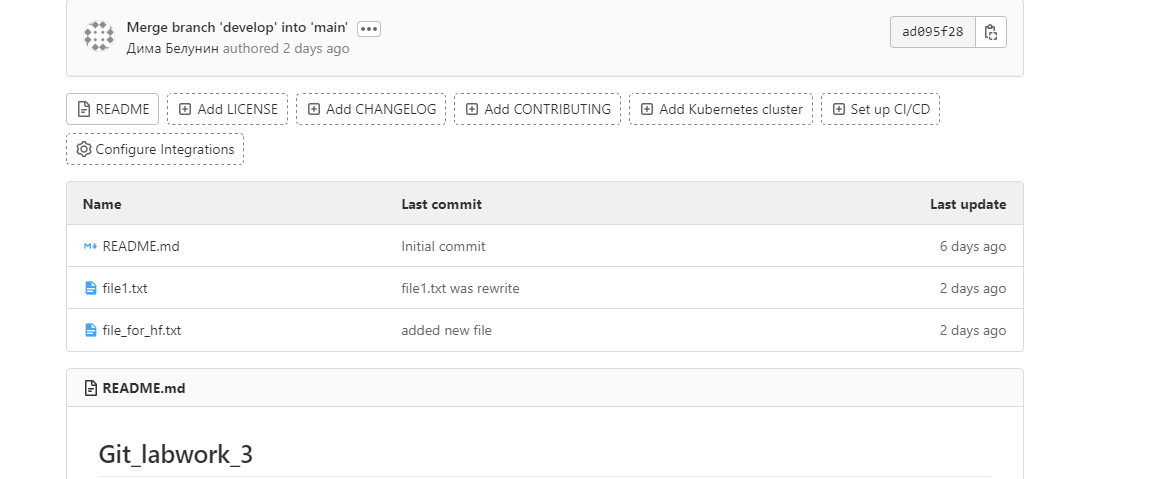 Merge branch 'develop' into 'main' •••
Дима Белунин authored 2 days ago
ad095f28
README Add LICENSE Add CHANGELOG Add CONTRIBUTING Add Kubernetes cluster Set up CI/CD
Configure Integrations
Name Last commit Last update
M↓ README.md Initial commit 6 days ago
file1.txt file1.txt was rewrite 2 days ago
file_for_hf.txt added new file 2 days ago
README.md
Git_labwork_3